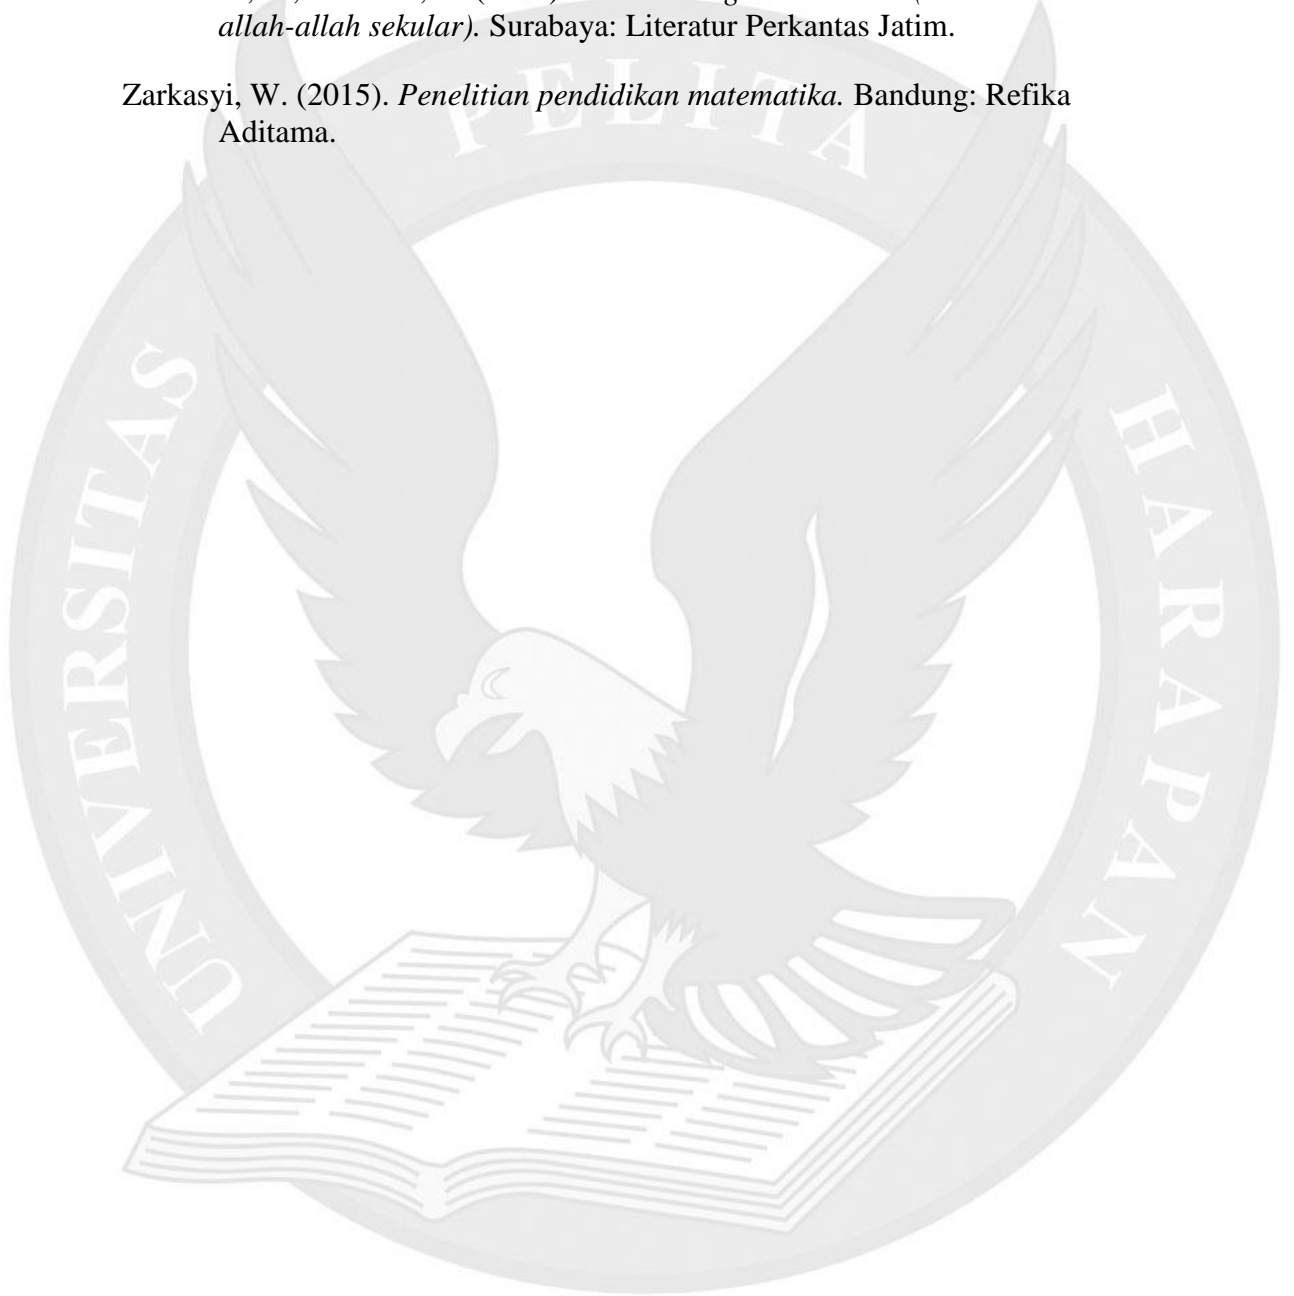 allah-allah sekular). Surabaya: Literatur Perkantas Jatim.
Zarkasyi, W. (2015). Penelitian pendidikan matematika. Bandung: Refika
Aditama.
UNIVERSITAS PELITA HARAPAN